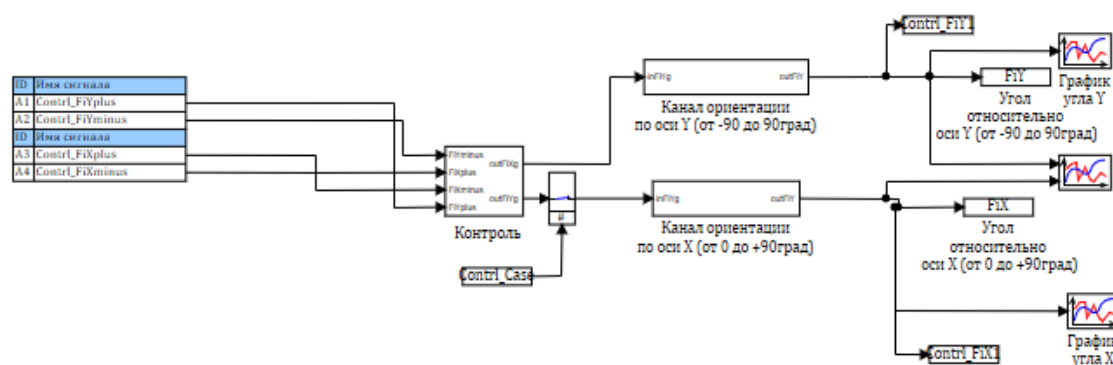 Contrl_FiY1
ID Имя сигнала
A1 Contrl_FiYplus
A2 Contrl_FiYminus
ID Имя сигнала
A3 Contrl_FiXplus
A4 Contrl_FiXminus
inFiYg outFiY
Канал ориентации
по оси Y (от -90 до 90град)
FiY
Угол
относительно
оси Y (от -90 до 90град)
График
угла Y
FiYminus
FiXplus
FiXminus
FiYplus
outFiXg
outFiYg
Контроль
Contrl_Case
inFiYg outFiY
Канал ориентации
по оси X (от 0 до +90град)
FiX
Угол
относительно
оси X (от 0 до +90град)
График
угла X
Contrl_FiX1